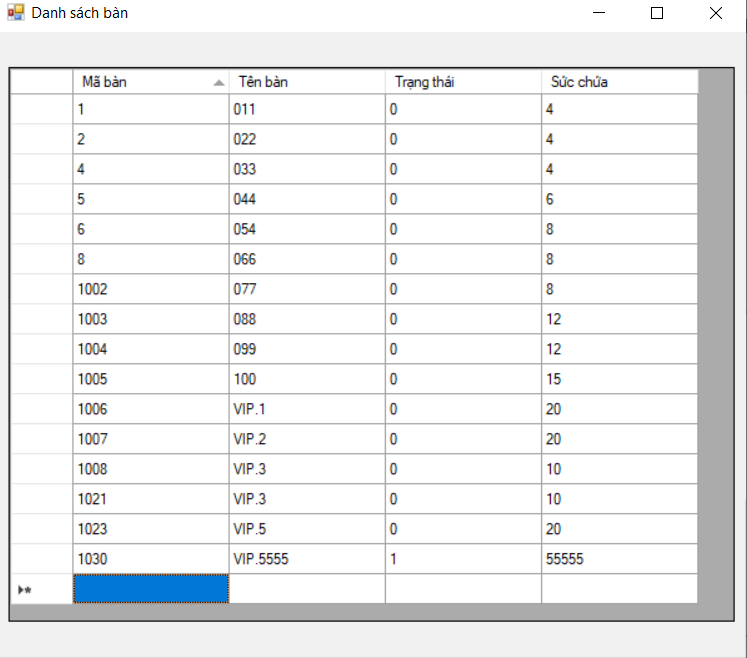 Danh sách bàn
Mã bàn Tên bàn Trạng thái Sức chứa
1 011 0 4
2 022 0 4
4 033 0 4
5 044 0 6
6 054 0 8
8 066 0 8
1002 077 0 8
1003 088 0 12
1004 099 0 12
1005 100 0 15
1006 VIP.1 0 20
1007 VIP.2 0 20
1008 VIP.3 0 10
1021 VIP.3 0 10
1023 VIP.5 0 20
1030 VIP.5555 1 55555